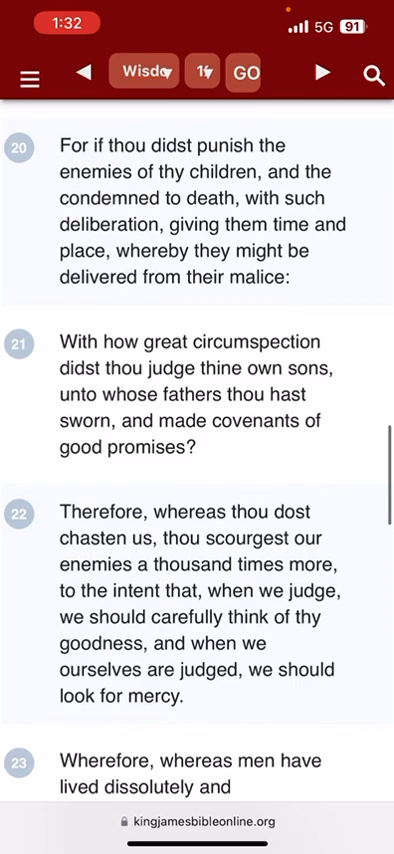 1:32
5G 91
Wisdo
GO
20 For if thou didst punish the
enemies of thy children, and the
condemned to death, with such
deliberation, giving them time and
place, whereby they might be
delivered from their malice:
21 With how great circumspection
didst thou judge thine own sons,
unto whose fathers thou hast
sworn, and made covenants of
good promises?
22 Therefore, whereas thou dost
chasten us, thou scourgest our
enemies a thousand times more,
to the intent that, when we judge,
we should carefully think of thy
goodness, and when we
ourselves are judged, we should
look for mercy.
23 Wherefore, whereas men have
lived dissolutely and
kingjamesbibleonline.org